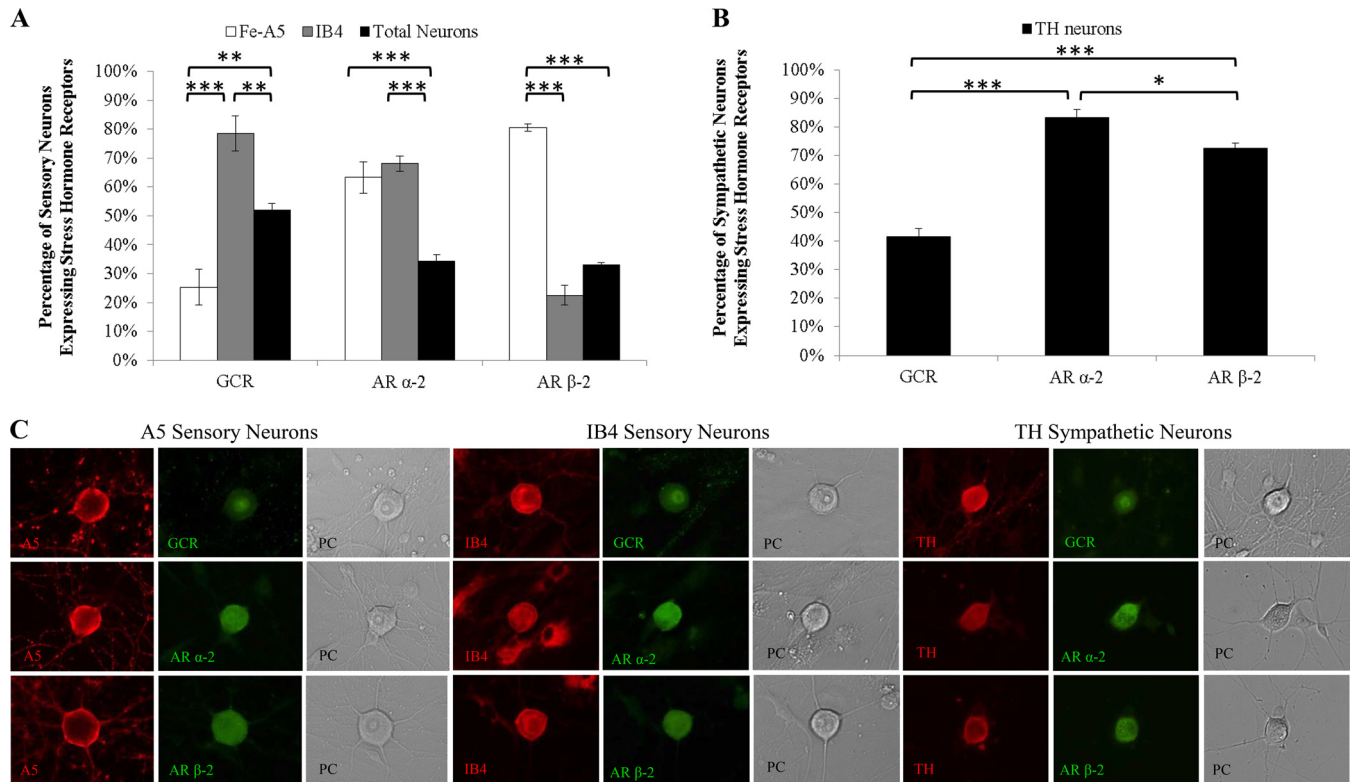 A
Fe-A5 IB4 Total Neurons
** *** ***
*** ** *** ***
Percentage of Sensory Neurons
Expressing Stress Hormone Receptors
100%
90%
80%
70%
60%
50%
40%
30%
20%
10%
0%
GCR AR α-2 AR β-2
B
TH neurons
***
*** *
Percentage of Sympathetic Neurons
Expressing Stress Hormone Receptors
100%
90%
80%
70%
60%
50%
40%
30%
20%
10%
0%
GCR AR α-2 AR β-2
C
A5 Sensory Neurons IB4 Sensory Neurons TH Sympathetic Neurons
A5 GCR PC IB4 GCR PC TH GCR PC
A5 AR α-2 PC IB4 AR α-2 PC TH AR α-2 PC
A5 AR β-2 PC IB4 AR β-2 PC TH AR β-2 PC